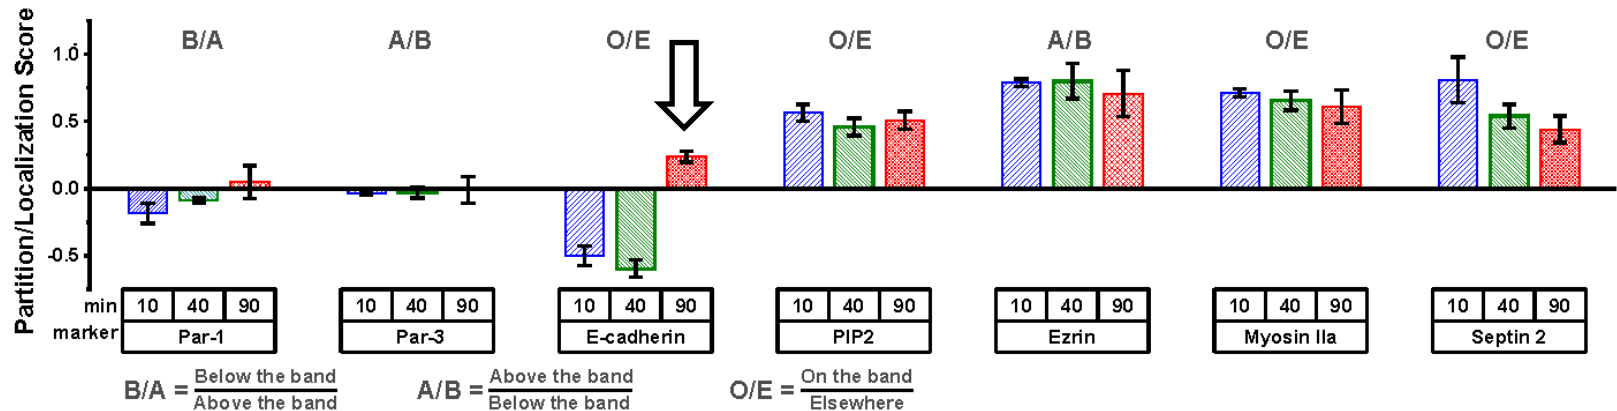 Partition/Localization Score
B/A A/B O/E O/E A/B O/E O/E
1.0
0.5
0.0
-0.5
min 10 40 90 10 40 90 10 40 90 10 40 90 10 40 90 10 40 90 10 40 90
marker Par-1 Par-3 E-cadherin PIP2 Ezrin Myosin IIa Septin 2
B/A = Below the band / Above the band A/B = Above the band / Below the band O/E = On the band / Elsewhere